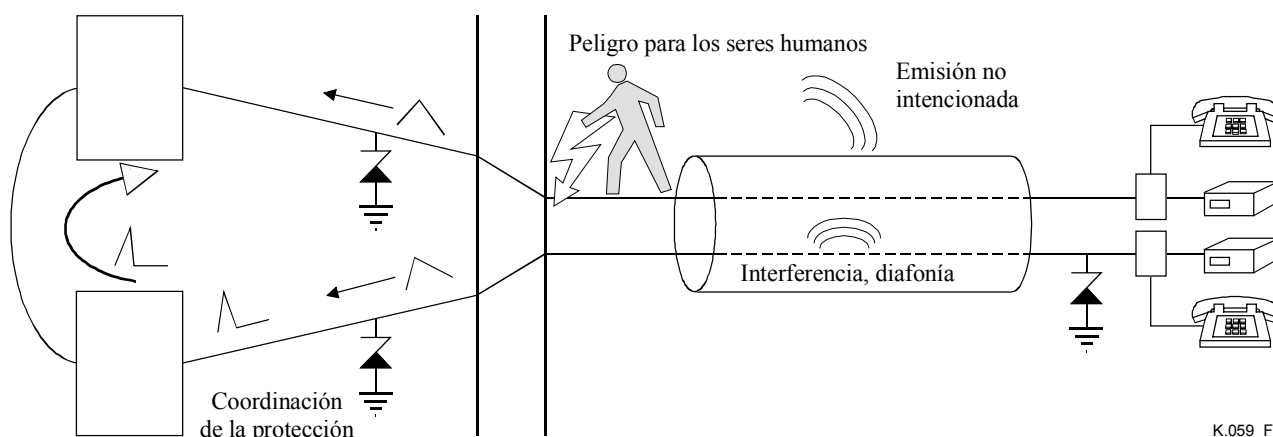 Peligro para los seres humanos
Emisión no
intencionada
Interferencia, diafonía
Coordinación
de la protección
K.059_F